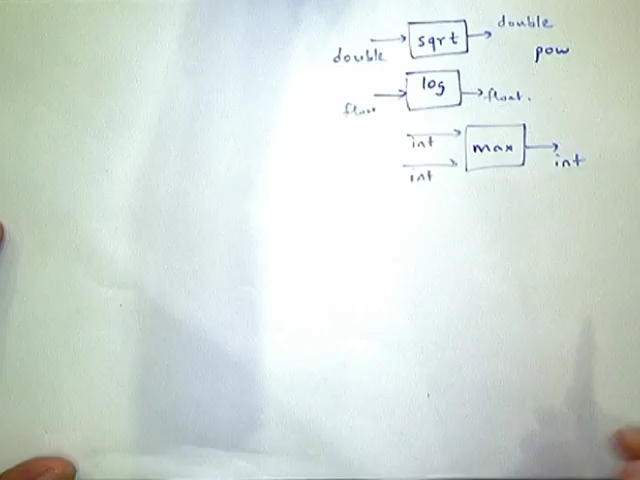 double
double sqrt
pow
log
float.
int max
int
int